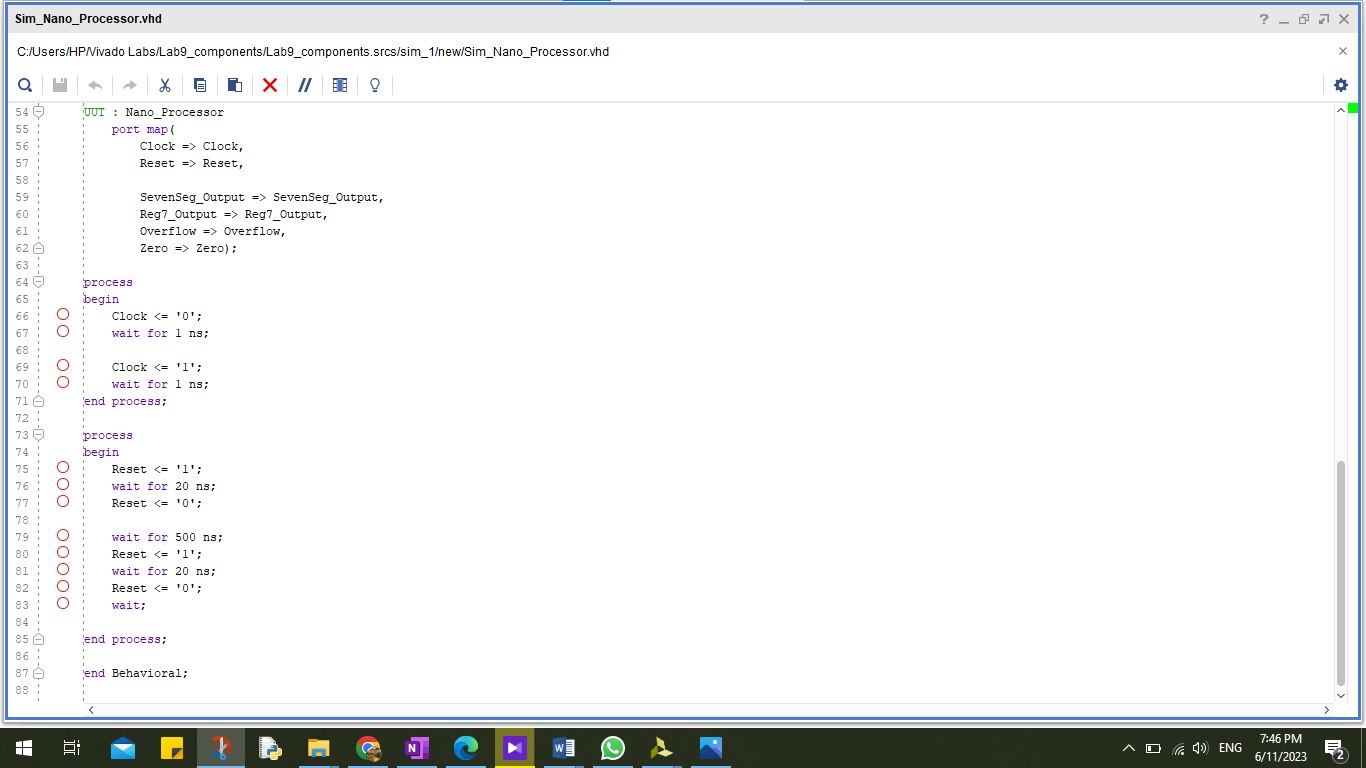 Sim_Nano_Processor.vhd
C:/Users/HP/Vivado Labs/Lab9_components/Lab9_components.srcs/sim_1/new/Sim_Nano_Processor.vhd
54 UUT : Nano_Processor
55 port map(
56 Clock => Clock,
57 Reset => Reset,
58
59 SevenSeg_Output => SevenSeg_Output,
60 Reg7_Output => Reg7_Output,
61 Overflow => Overflow,
62 Zero => Zero);
63
64 process
65 begin
66 Clock <= '0';
67 wait for 1 ns;
68
69 Clock <= '1';
70 wait for 1 ns;
71 end process;
72
73 process
74 begin
75 Reset <= '1';
76 wait for 20 ns;
77 Reset <= '0';
78
79 wait for 500 ns;
80 Reset <= '1';
81 wait for 20 ns;
82 Reset <= '0';
83 wait;
84
85 end process;
86
87 end Behavioral;
88
ENG
7:46 PM
6/11/2023
2